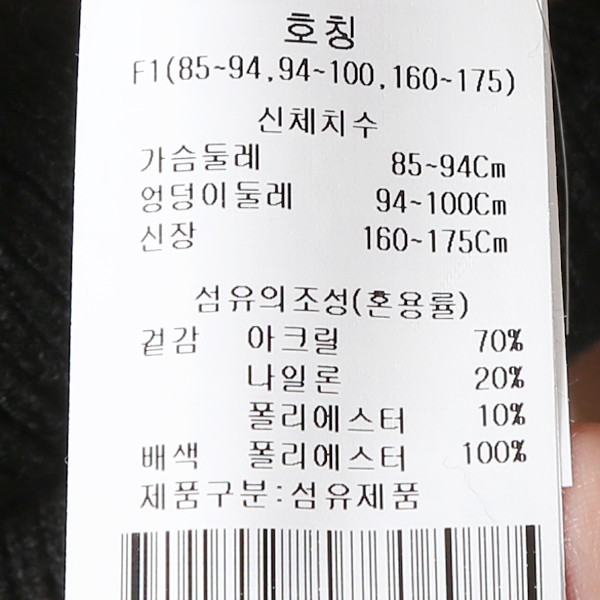 호칭
F1(85~94,94~100,160~175)
신체치수
가슴둘레 85~94Cm
엉덩이둘레 94~100Cm
신장 160~175Cm
섬유의조성(혼용률)
겉감 아크릴 70%
나일론 20%
폴리에스터 10%
배색 폴리에스터 100%
제품구분:섬유제품